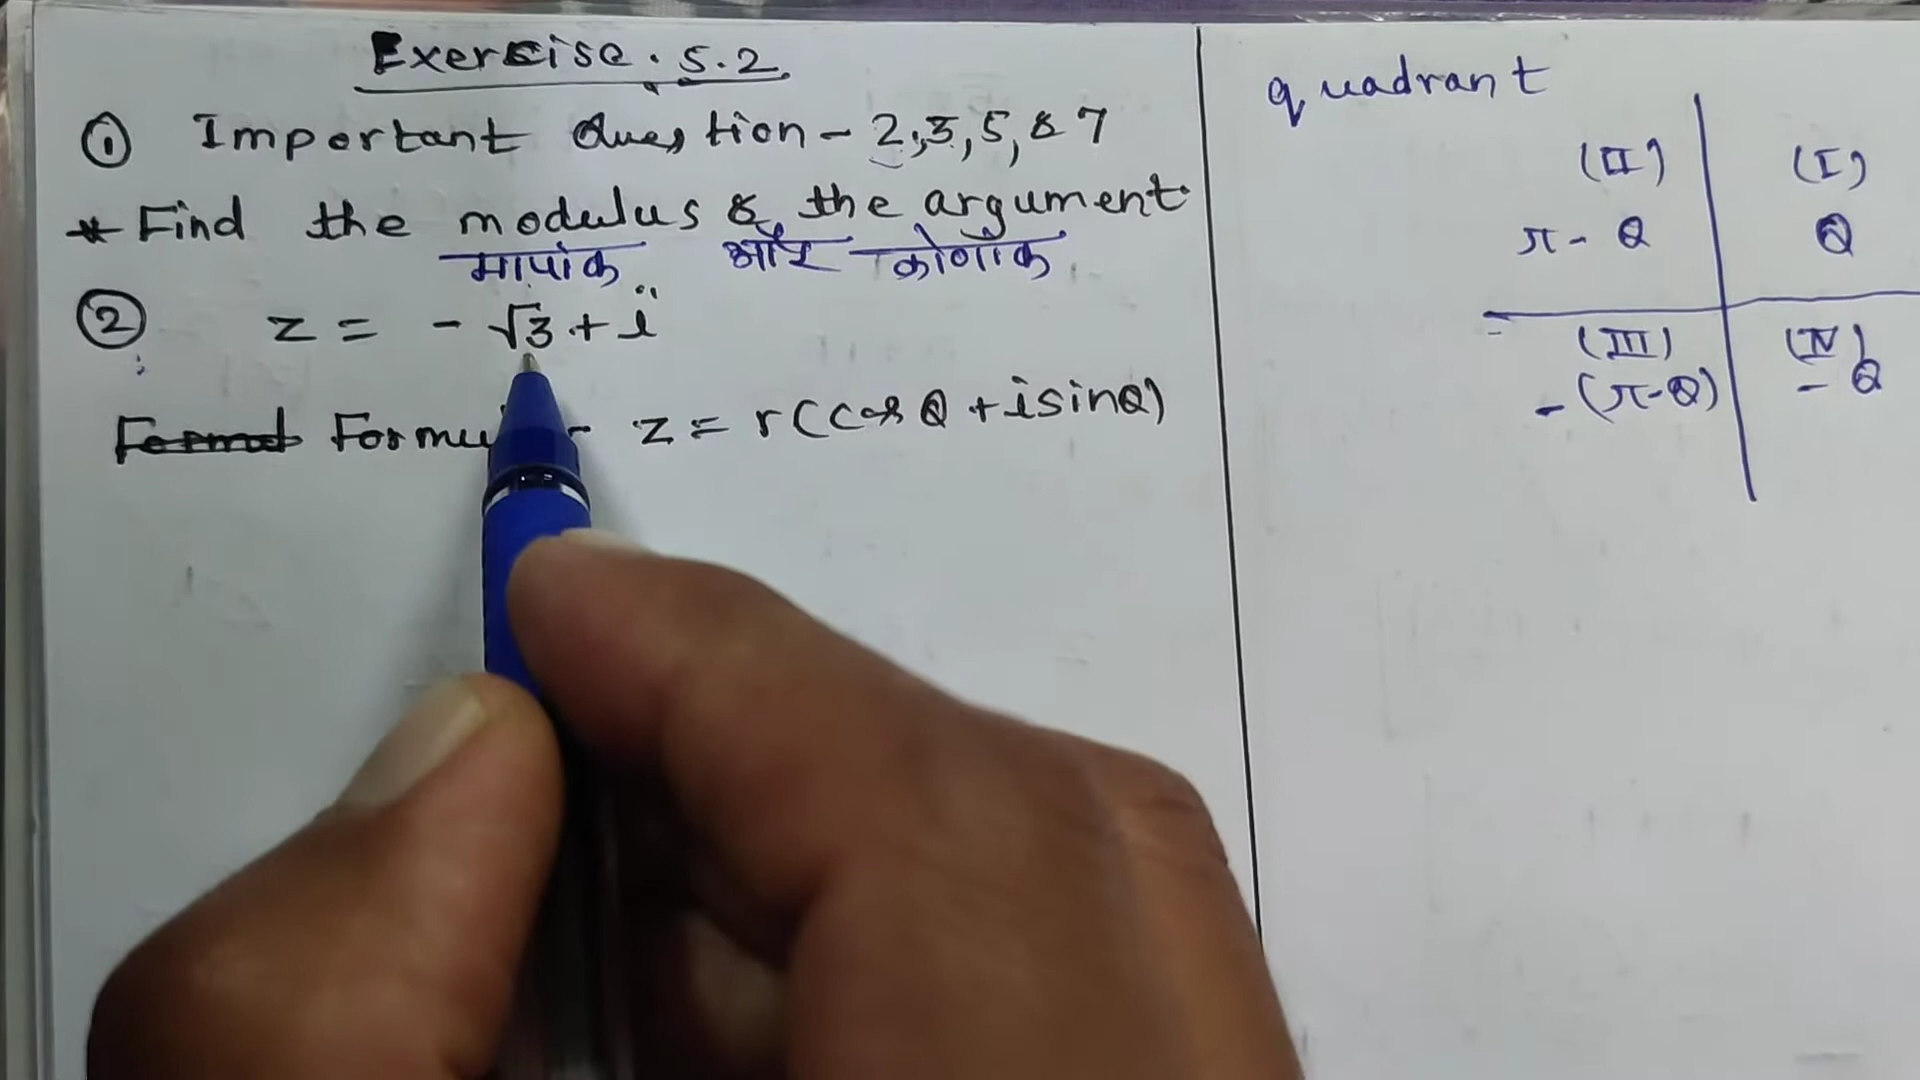 Exercise. 5.2
① Important Question - 2, 3, 5, & 7
* Find the modulus & the argument.
मापांक और कोणांक
② z = - √3 + i
Formula - z = r(cos θ + i sin θ)
quadrant
(II) (I)
π - θ θ
(III) (IV)
- (π-θ) - θ